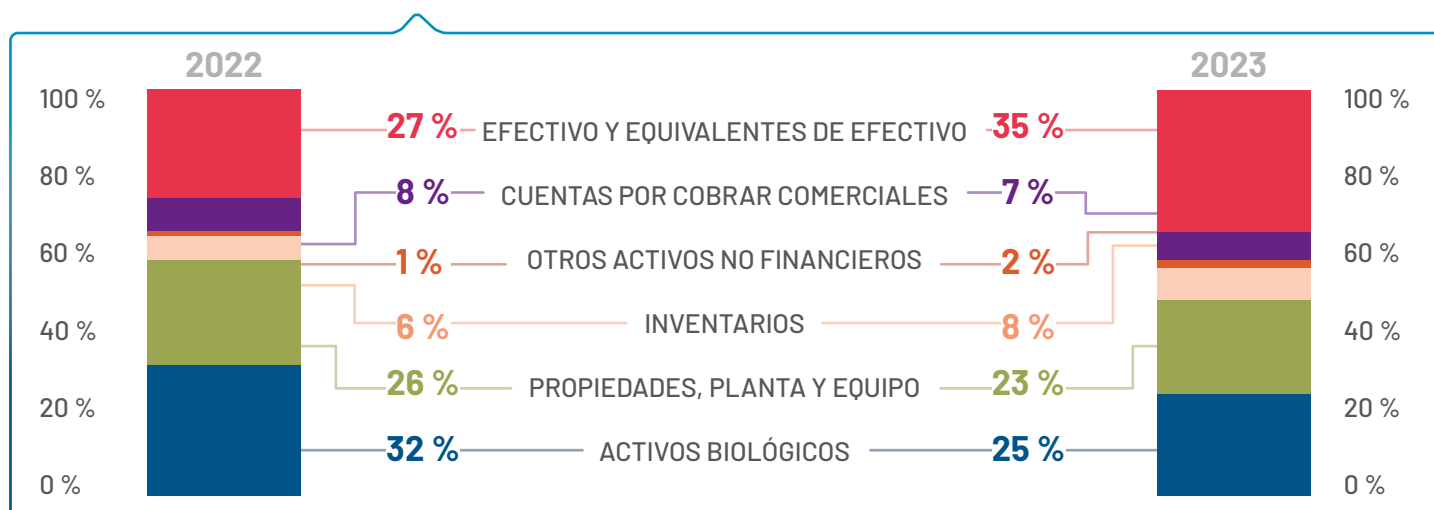 2022 2023
100 % 100 %
27 % EFECTIVO Y EQUIVALENTES DE EFECTIVO 35 %
80 % 80 %
8 % CUENTAS POR COBRAR COMERCIALES 7 %
60 % 60 %
1 % OTROS ACTIVOS NO FINANCIEROS 2 %
40 % 40 %
6 % INVENTARIOS 8 %
26 % PROPIEDADES, PLANTA Y EQUIPO 23 %
20 % 20 %
32 % ACTIVOS BIOLÓGICOS 25 %
0 % 0 %